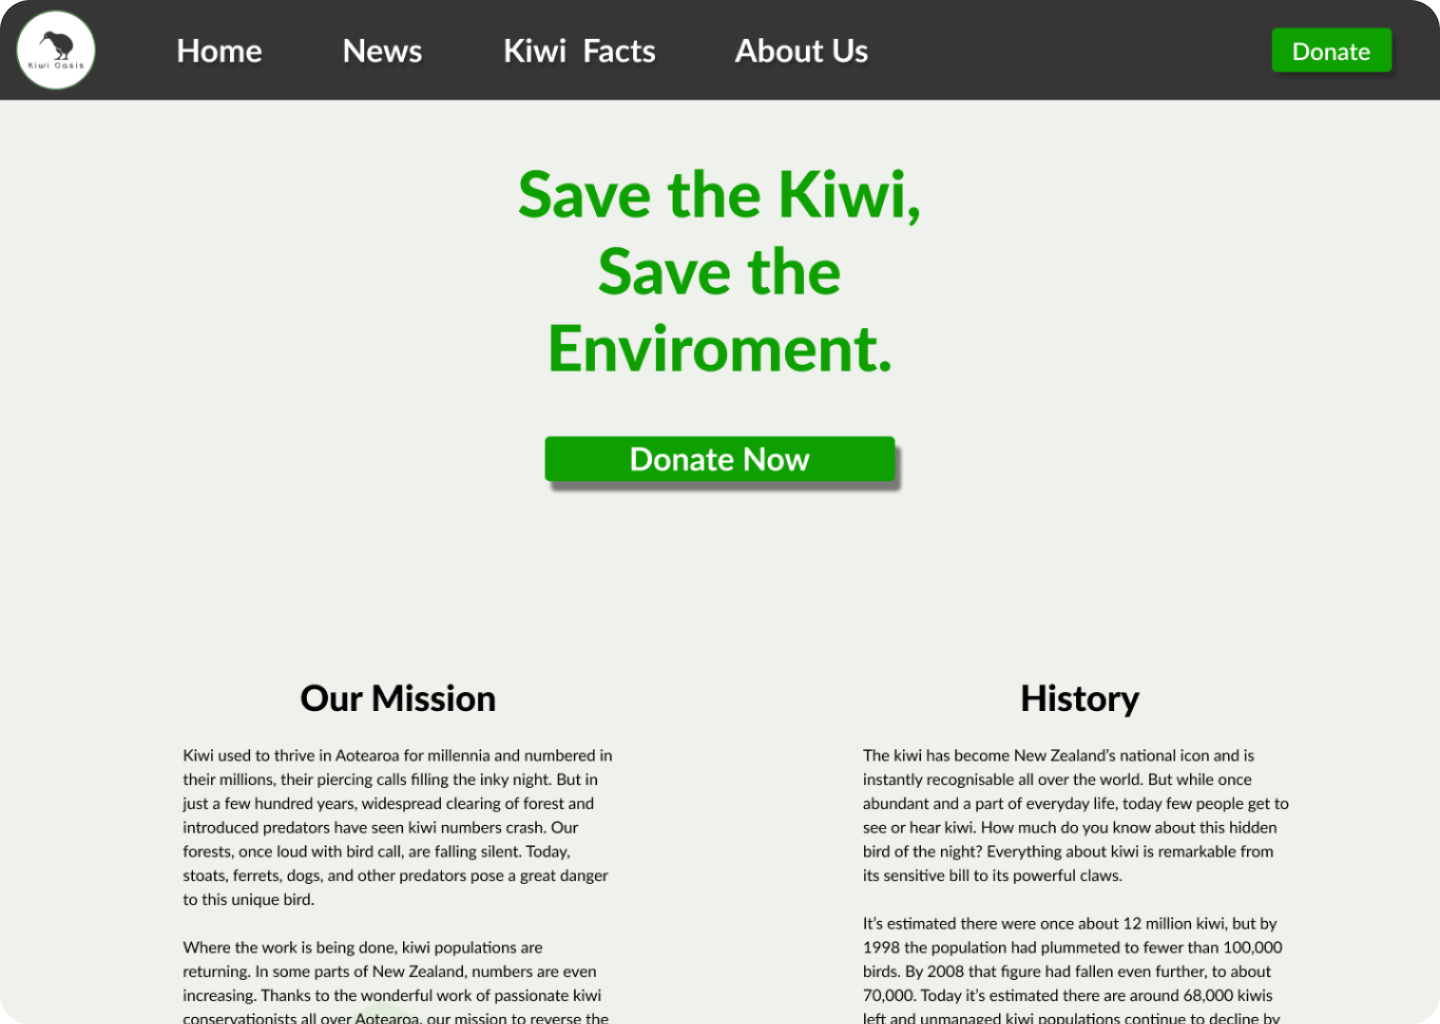 Kiwi Oasis
Home
News
Kiwi Facts
About Us
Donate
Save the Kiwi,
Save the
Enviroment.
Donate Now
Our Mission
Kiwi used to thrive in Aotearoa for millennia and numbered in
their millions, their piercing calls filling the inky night. But in
just a few hundred years, widespread clearing of forest and
introduced predators have seen kiwi numbers crash. Our
forests, once loud with bird call, are falling silent. Today,
stoats, ferrets, dogs, and other predators pose a great danger
to this unique bird.
Where the work is being done, kiwi populations are
returning. In some parts of New Zealand, numbers are even
increasing. Thanks to the wonderful work of passionate kiwi
conservationists all over Aotearoa, our mission to reverse the
History
The kiwi has become New Zealand’s national icon and is
instantly recognisable all over the world. But while once
abundant and a part of everyday life, today few people get to
see or hear kiwi. How much do you know about this hidden
bird of the night? Everything about kiwi is remarkable from
its sensitive bill to its powerful claws.
It’s estimated there were once about 12 million kiwi, but by
1998 the population had plummeted to fewer than 100,000
birds. By 2008 that figure had fallen even further, to about
70,000. Today it’s estimated there are around 68,000 kiwis
left and unmanaged kiwi populations continue to decline by